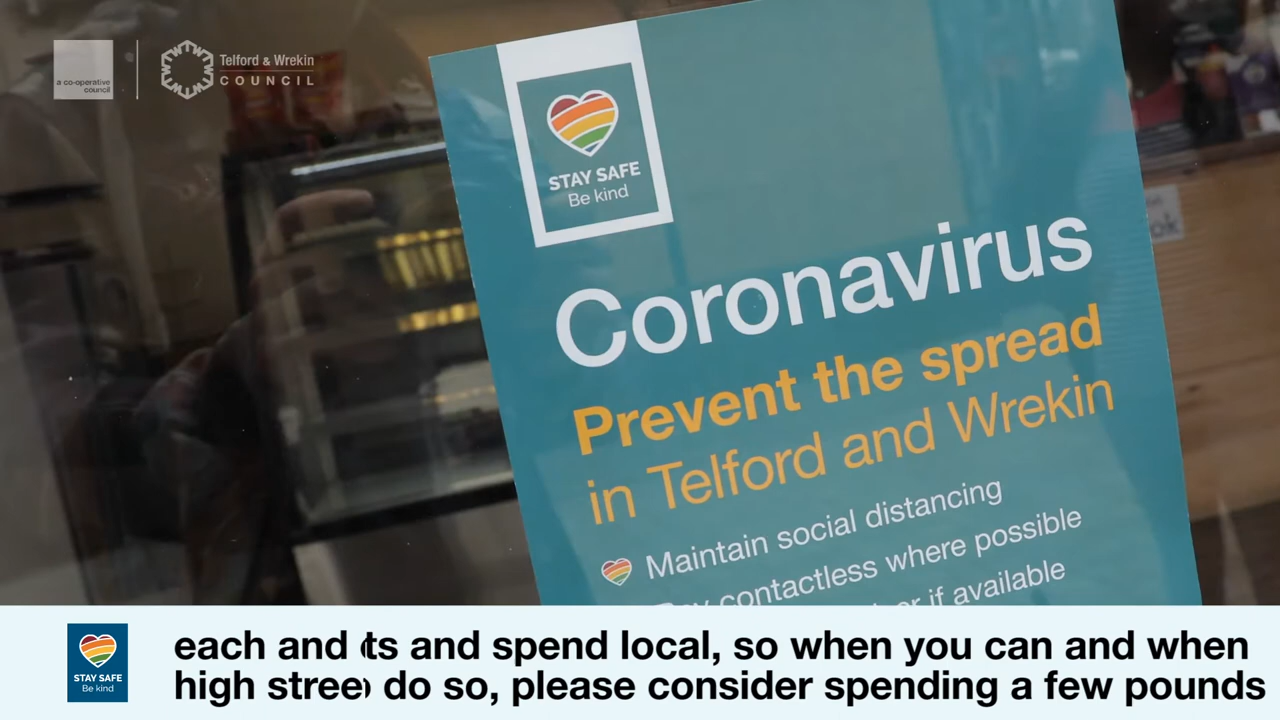 a co-operative
council
Telford & Wrekin
COUNCIL
STAY SAFE
Be kind
Coronavirus
Prevent the spread
in Telford and Wrekin
Maintain social distancing
contactless where possible
if available
STAY SAFE
Be kind
each and ts and spend local, so when you can and when
high stree do so, please consider spending a few pounds